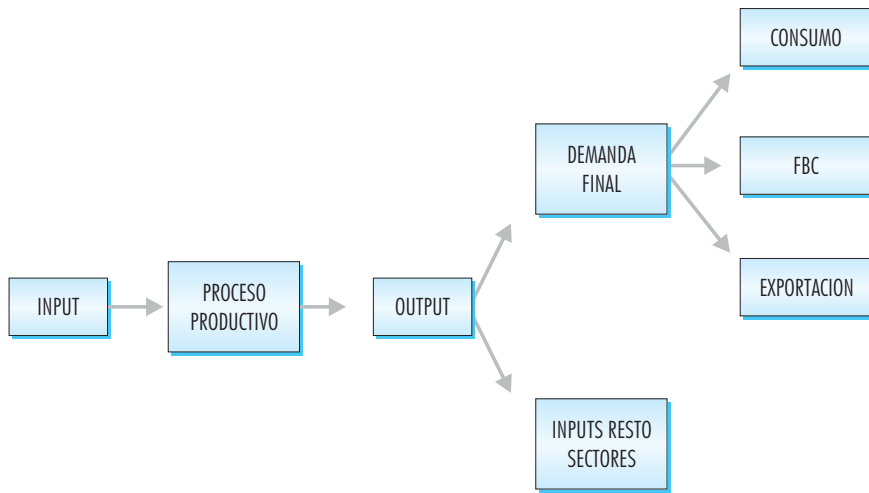 INPUT
PROCESO
PRODUCTIVO
OUTPUT
DEMANDA
FINAL
INPUTS RESTO
SECTORES
CONSUMO
FBC
EXPORTACION